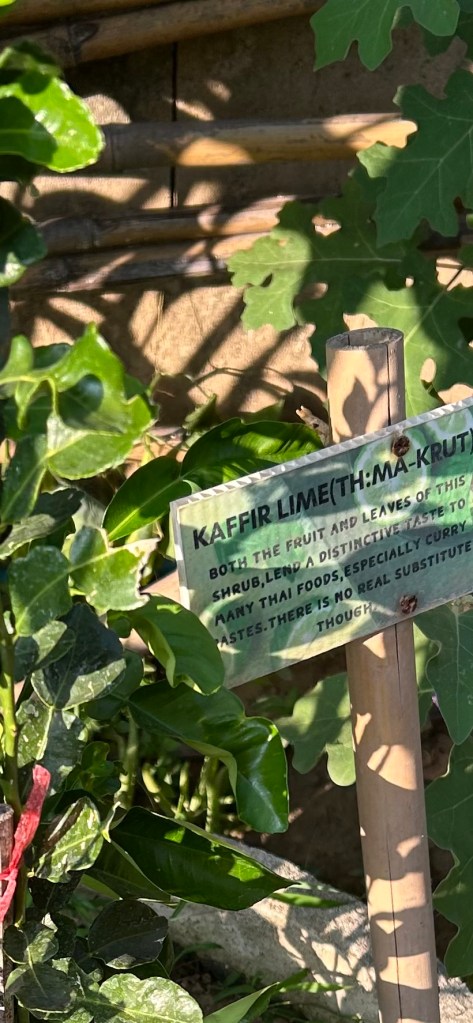 KAFFIR LIME(TH:MA-KRUT)
BOTH THE FRUIT AND LEAVES OF THIS
SHRUB,LEND A DISTINCTIVE TASTE TO
MANY THAI FOODS,ESPECIALLY CURRY
TASTES.THERE IS NO REAL SUBSTITUTE
THOUGH